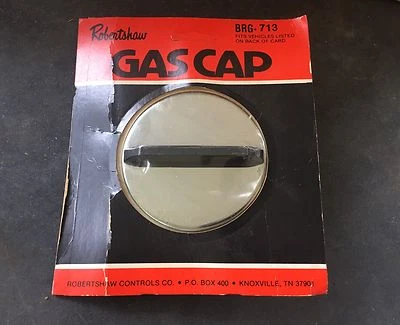 Robertshaw
BRG-713
FITS VEHICLES LISTED
ON BACK OF CARD
GAS CAP
ROBERTSHAW CONTROLS CO. • P.O. BOX 400 • KNOXVILLE, TN 37901